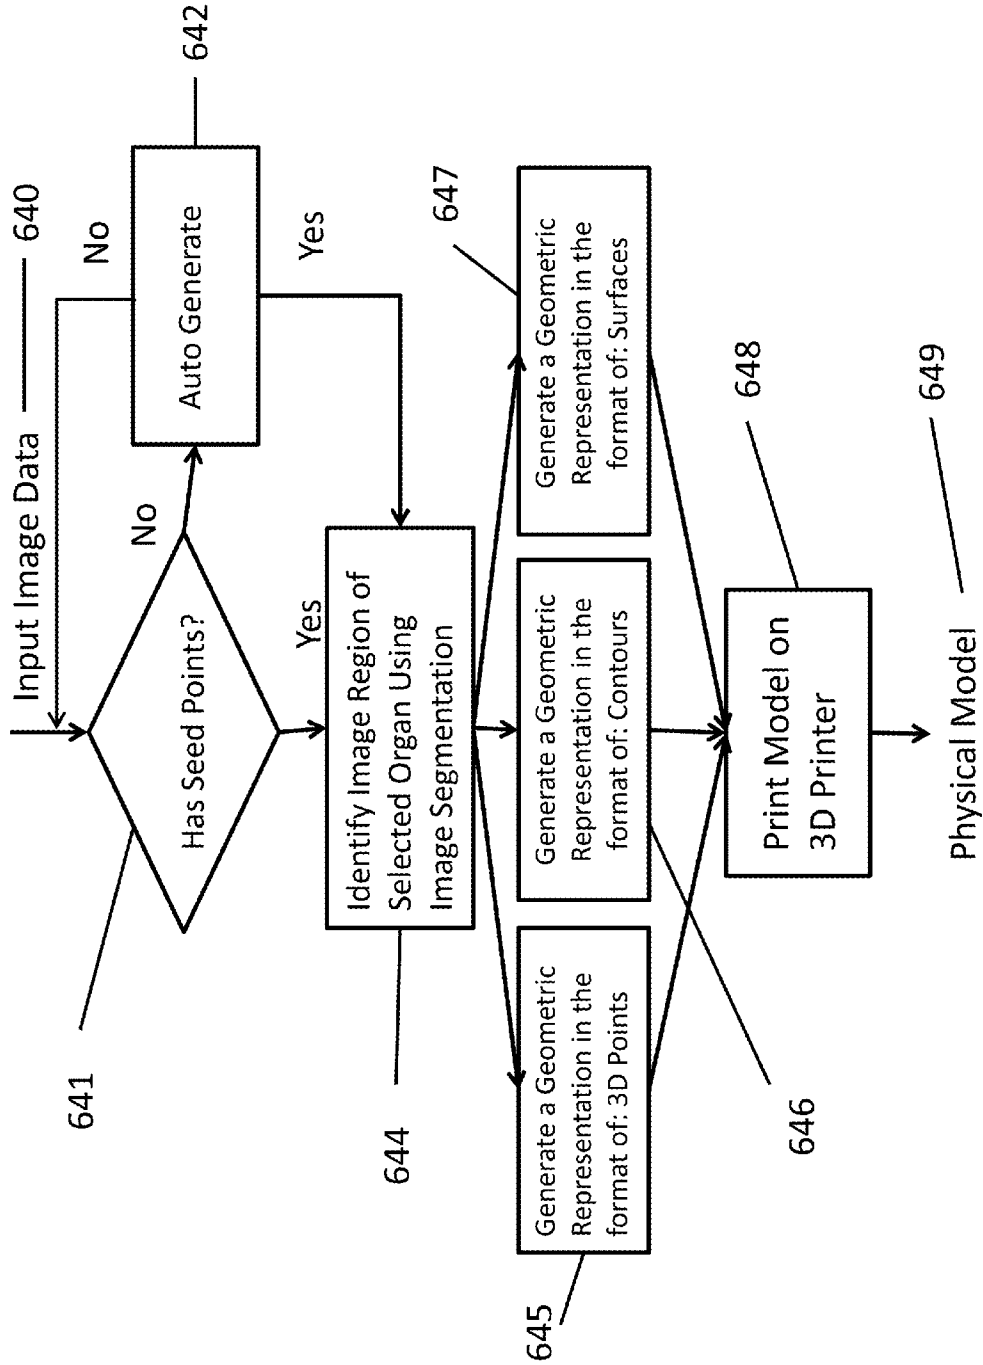 Input Image Data
640
No
642
Auto Generate
No
Yes
641
Has Seed Points?
Yes
644
Identify Image Region of
Selected Organ Using
Image Segmentation
645
Generate a Geometric
Representation in the
format of: 3D Points
646
Generate a Geometric
Representation in the
format of: Contours
647
Generate a Geometric
Representation in the
format of: Surfaces
648
Print Model on
3D Printer
649
Physical Model